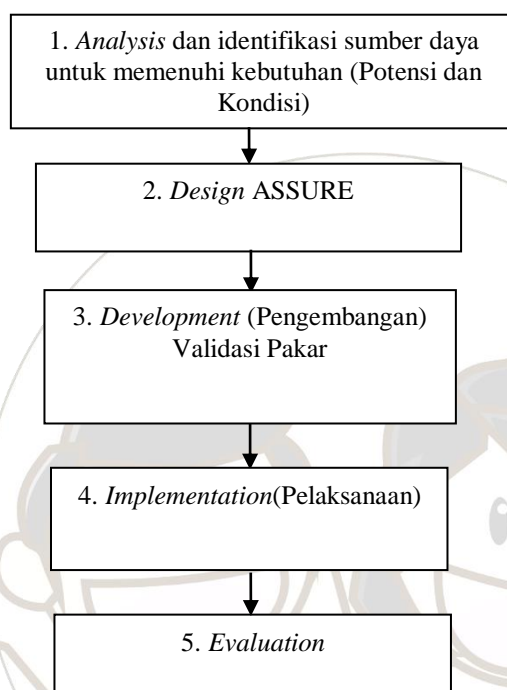 1. Analysis dan identifikasi sumber daya
untuk memenuhi kebutuhan (Potensi dan
Kondisi)
2. Design ASSURE
3. Development (Pengembangan)
Validasi Pakar
4. Implementation(Pelaksanaan)
5. Evaluation